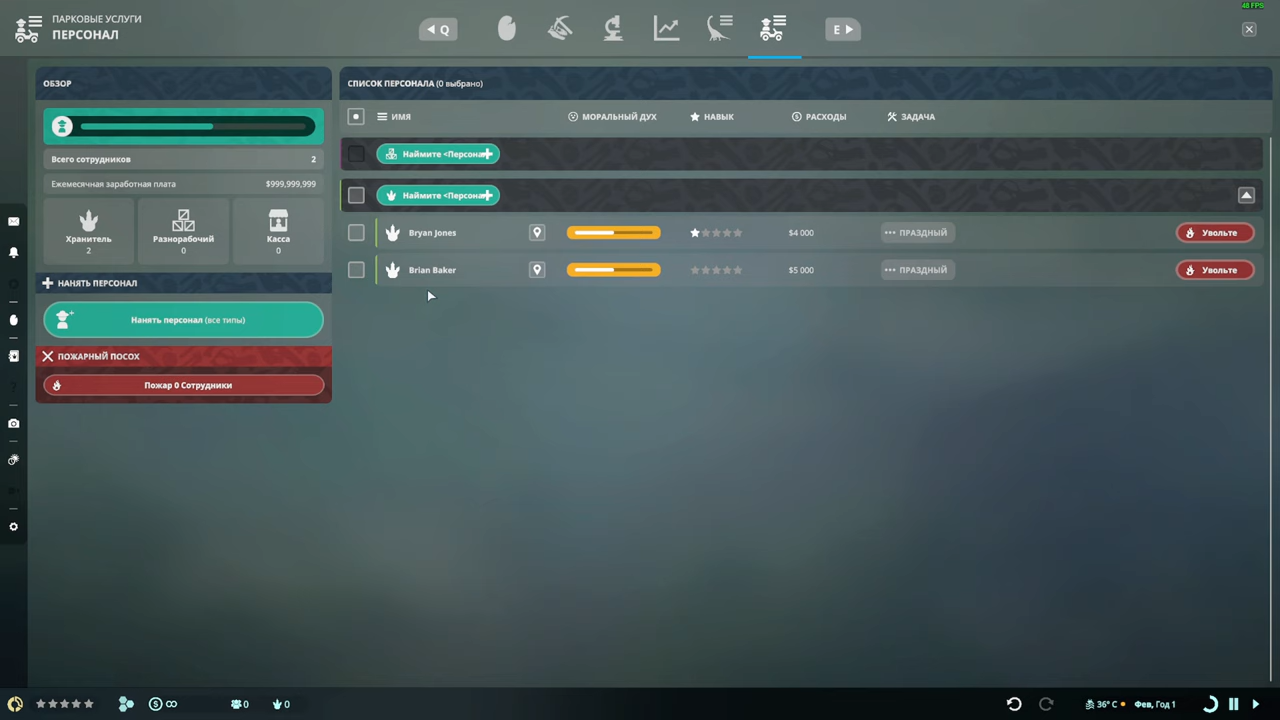 48 FPS
ПАРКОВЫЕ УСЛУГИ
ПЕРСОНАЛ
Q
E
ОБЗОР
Всего сотрудников 2
Ежемесячная заработная плата $999,999,999
Хранитель
2
Разнорабочий
0
Касса
0
НАНЯТЬ ПЕРСОНАЛ
Нанять персонал (все типы)
ПОЖАРНЫЙ ПОСОХ
Пожар 0 Сотрудники
СПИСОК ПЕРСОНАЛА (0 выбрано)
ИМЯ МОРАЛЬНЫЙ ДУХ НАВЫК РАСХОДЫ ЗАДАЧА
Наймите <Персона
Наймите <Персона
Bryan Jones $4 000 ПРАЗДНЫЙ Увольте
Brian Baker $5 000 ПРАЗДНЫЙ Увольте
∞ 0 0 36° C Фев, Год 1